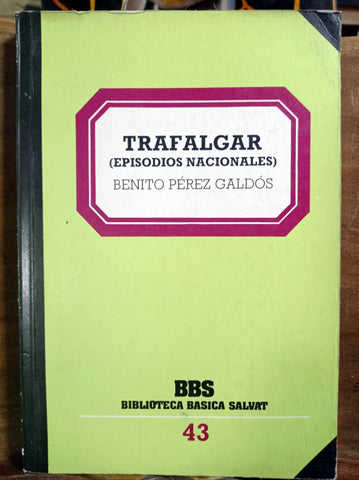 TRAFALGAR
(EPISODIOS NACIONALES)
BENITO PÉREZ GALDÓS
BBS
BIBLIOTECA BASICA SALVAT
43